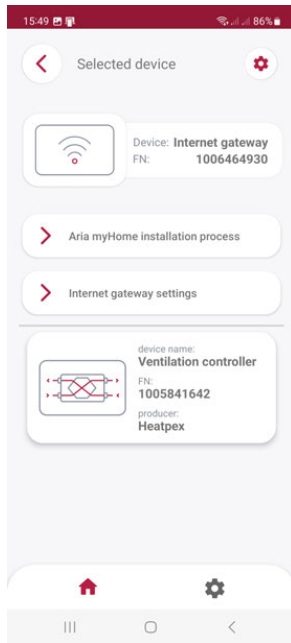 15:49 86%
Selected device
Device: Internet gateway
FN: 1006464930
Aria myHome installation process
Internet gateway settings
device name:
Ventilation controller
FN:
1005841642
producer:
Heatpex